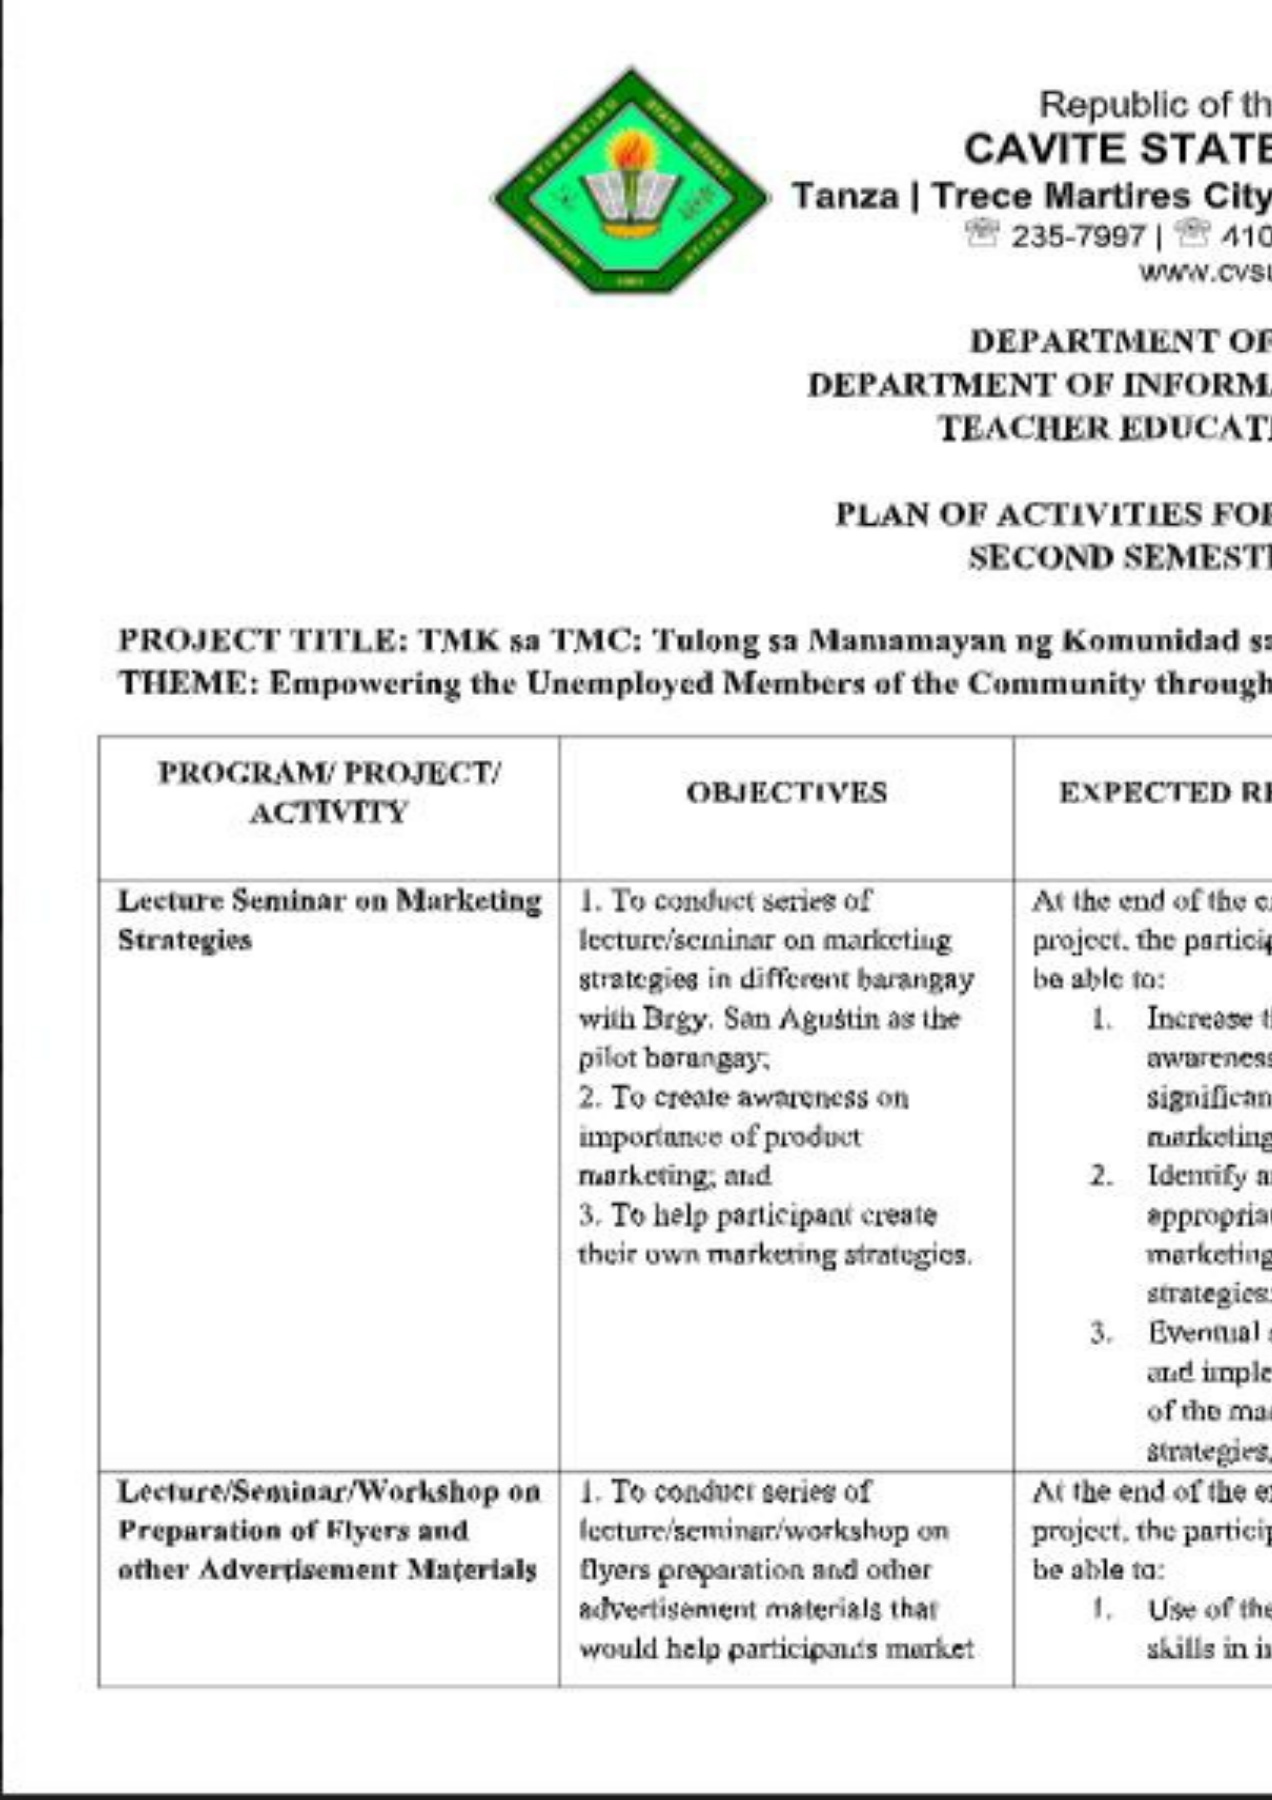 Republic of th
CAVITE STATE
Tanza | Trece Martires City
☏ 235-7997 | ☏ 410
www.cvsu
DEPARTMENT OF
DEPARTMENT OF INFORMA
TEACHER EDUCATI
PLAN OF ACTIVITIES FOR
SECOND SEMESTE
PROJECT TITLE: TMK sa TMC: Tulong sa Mamamayan ng Komunidad sa
THEME: Empowering the Unemployed Members of the Community through
PROGRAM/ PROJECT/
ACTIVITY
OBJECTIVES
EXPECTED RE
Lecture Seminar on Marketing
Strategies
1. To conduct series of
lecture/seminar on marketing
strategies in different barangay
with Brgy. San Agustin as the
pilot barangay;
2. To create awareness on
importance of product
marketing; and
3. To help participant create
their own marketing strategies.
At the end of the e
project, the particip
be able to:
1. Increase t
awareness
significan
marketing
2. Identify a
appropria
marketing
strategies
3. Eventual
and imple
of the ma
strategies.
Lecture/Seminar/Workshop on
Preparation of Flyers and
other Advertisement Materials
1. To conduct series of
lecture/seminar/workshop on
flyers preparation and other
advertisement materials that
would help participants market
At the end of the e
project, the particip
be able to:
1. Use of the
skills in i